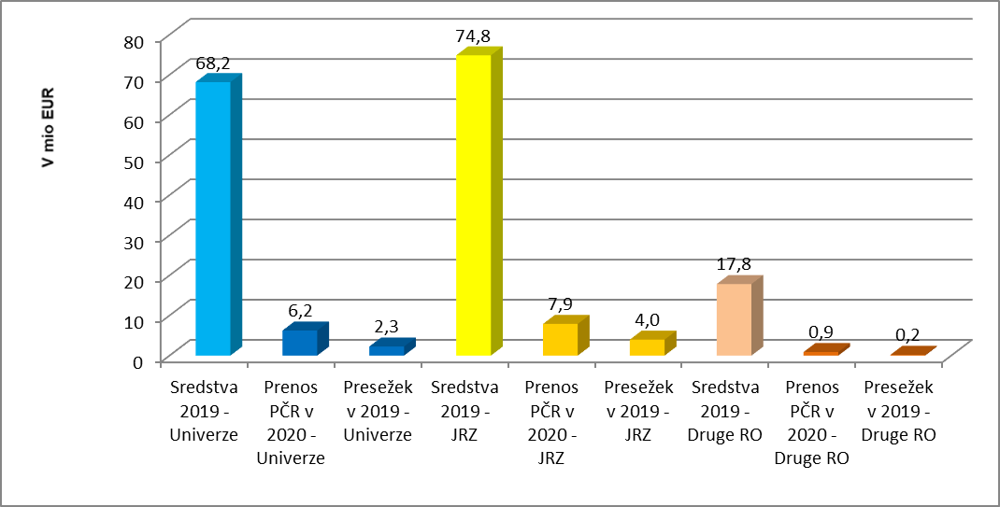 V mio EUR
80
70
60
50
40
30
20
10
0
68,2
6,2
2,3
74,8
7,9
4,0
17,8
0,9
0,2
Sredstva
2019 -
Univerze
Prenos
PČR v
2020 -
Univerze
Presežek
v 2019 -
Univerze
Sredstva
2019 -
JRZ
Prenos
PČR v
2020 -
JRZ
Presežek
v 2019 -
JRZ
Sredstva
2019 -
Druge RO
Prenos
PČR v
2020 -
Druge RO
Presežek
v 2019 -
Druge RO